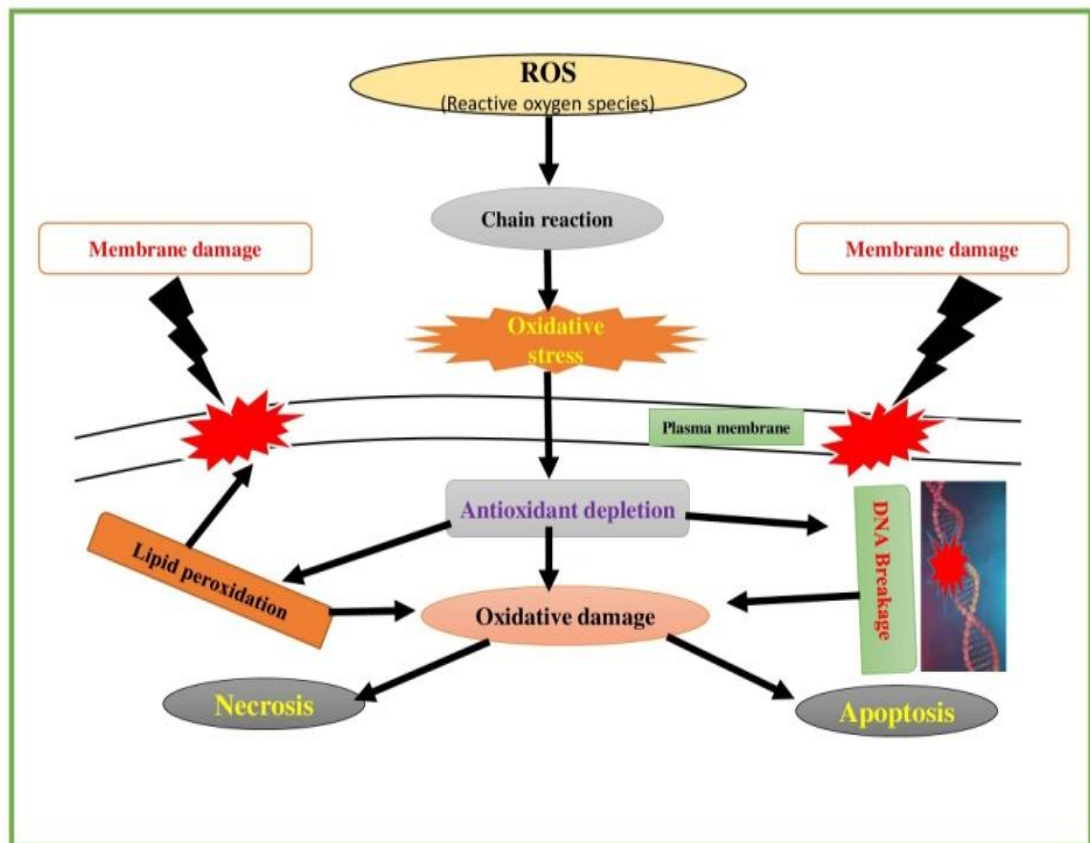 ROS
(Reactive oxygen species)
Chain reaction
Membrane damage
Membrane damage
Oxidative
stress
Plasma membrane
Antioxidant depletion
DNA Breakage
Lipid peroxidation
Oxidative damage
Necrosis
Apoptosis